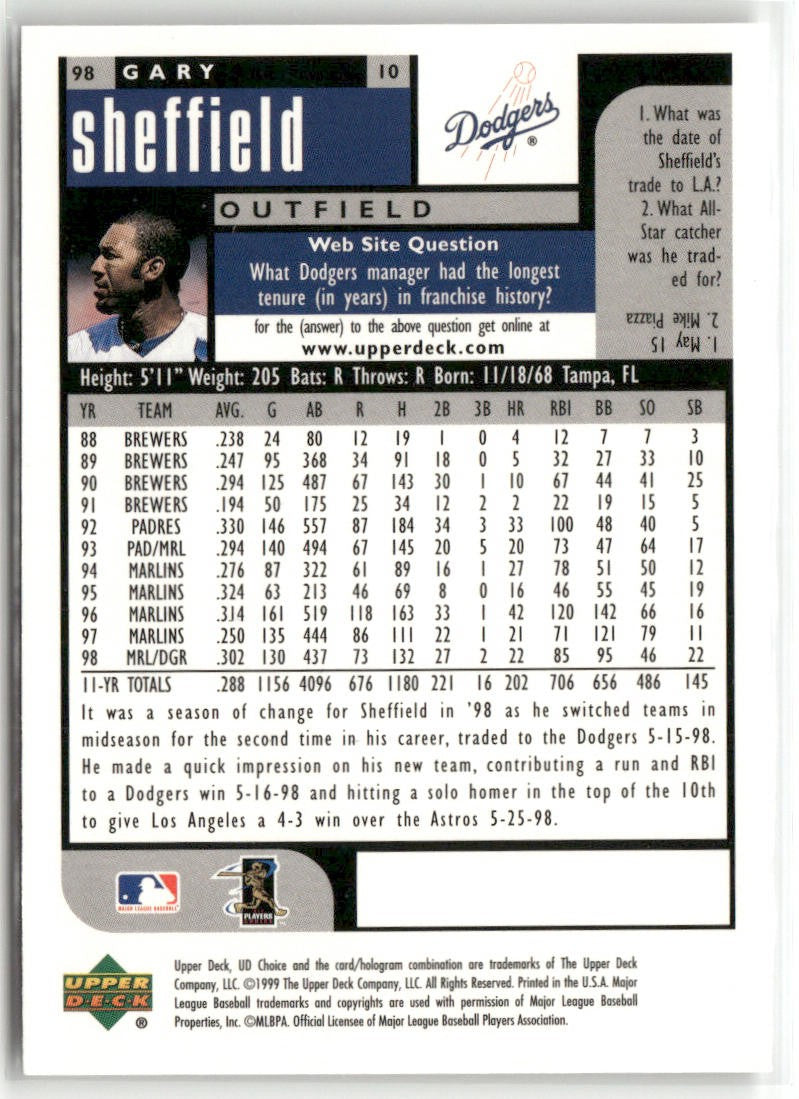 98 GARY 10
sheffield
Dodgers ®
OUTFIELD
Web Site Question
What Dodgers manager had the longest
tenure (in years) in franchise history?
for the (answer) to the above question get online at
www.upperdeck.com
1. What was
the date of
Sheffield's
trade to L.A.?
2. What All-
Star catcher
was he trad-
ed for?
1. May 15
2. Mike Piazza
Height: 5'11" Weight: 205 Bats: R Throws: R Born: 11/18/68 Tampa, FL
YR TEAM AVG. G AB R H 2B 3B HR RBI BB SO SB
88 BREWERS .238 24 80 12 19 1 0 4 12 7 7 3
89 BREWERS .247 95 368 34 91 18 0 5 32 27 33 10
90 BREWERS .294 125 487 67 143 30 1 10 67 44 41 25
91 BREWERS .194 50 175 25 34 12 2 2 22 19 15 5
92 PADRES .330 146 557 87 184 34 3 33 100 48 40 5
93 PAD/MRL .294 140 494 67 145 20 5 20 73 47 64 17
94 MARLINS .276 87 322 61 89 16 1 27 78 51 50 12
95 MARLINS .324 63 213 46 69 8 0 16 46 55 45 19
96 MARLINS .314 161 519 118 163 33 1 42 120 142 66 16
97 MARLINS .250 135 444 86 111 22 1 21 71 121 79 11
98 MRL/DGR .302 130 437 73 132 27 2 22 85 95 46 22
11-YR TOTALS .288 1156 4096 676 1180 221 16 202 706 656 486 145
It was a season of change for Sheffield in '98 as he switched teams in
midseason for the second time in his career, traded to the Dodgers 5-15-98.
He made a quick impression on his new team, contributing a run and RBI
to a Dodgers win 5-16-98 and hitting a solo homer in the top of the 10th
to give Los Angeles a 4-3 win over the Astros 5-25-98.
MAJOR LEAGUE BASEBALL
PLAYERS
CHOICE
UPPER
D·E·C·K
®
Upper Deck, UD Choice and the card/hologram combination are trademarks of The Upper Deck
Company, LLC. ©1999 The Upper Deck Company, LLC. All Rights Reserved. Printed in the U.S.A. Major
League Baseball trademarks and copyrights are used with permission of Major League Baseball
Properties, Inc. ©MLBPA. Official Licensee of Major League Baseball Players Association.